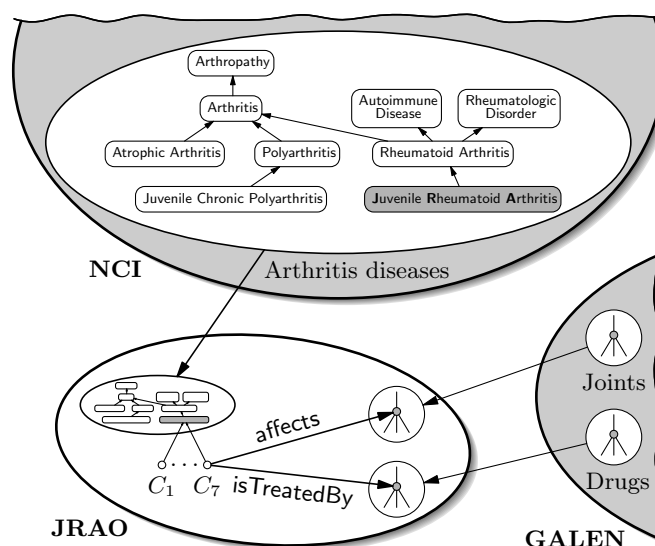 Arthropathy
Arthritis
Autoimmune
Disease
Rheumatologic
Disorder
Atrophic Arthritis
Polyarthritis
Rheumatoid Arthritis
Juvenile Chronic Polyarthritis
Juvenile Rheumatoid Arthritis
NCI
Arthritis diseases
Joints
affects
C1 · · · C7
isTreatedBy
Drugs
JRAO
GALEN